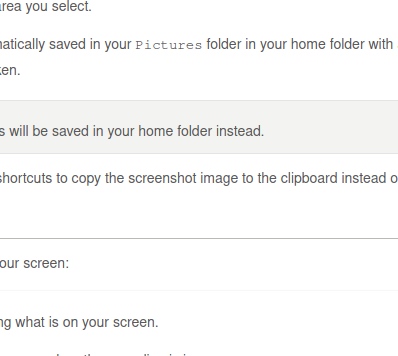 area you select.
matically saved in your Pictures folder in your home folder with
ken.
s will be saved in your home folder instead.
shortcuts to copy the screenshot image to the clipboard instead o
our screen:
ng what is on your screen.